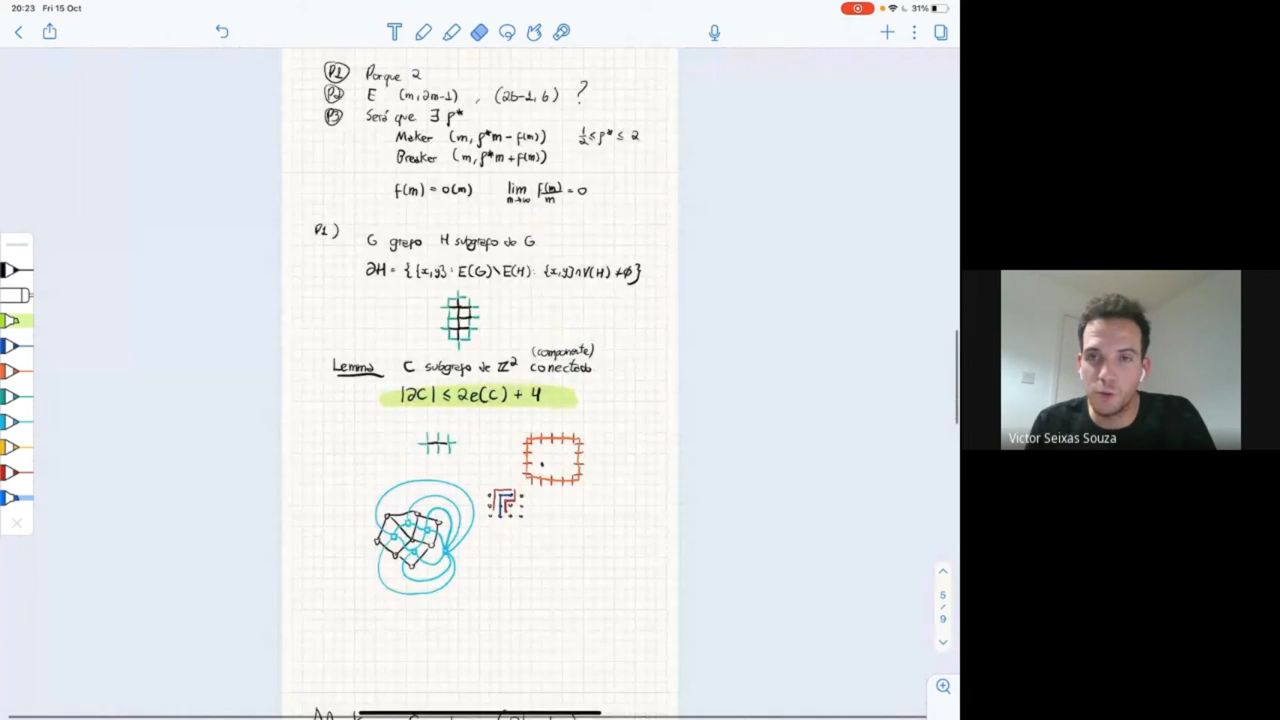 20:23 Fri 15 Oct
31%
P1 Porque 2
P2 E (m, 2m-1) , (2b-1, b) ?
P3 Será que ∃ ρ*
Maker (m, ρ*m - f(m)) 1/2 ≤ ρ* ≤ 2
Breaker (m, ρ*m + f(m))
f(m) = o(m) lim m→∞ f(m)/m = 0
P1) G grafo H subgrafo de G
∂H = { {x,y} : E(G) \ E(H) : {x,y} ∩ V(H) ≠ ∅ }
Lemma C subgrafo de ℤ² (componente) conectado
|∂C| ≤ 2e(C) + 4
5
/
9
Victor Seixas Souza